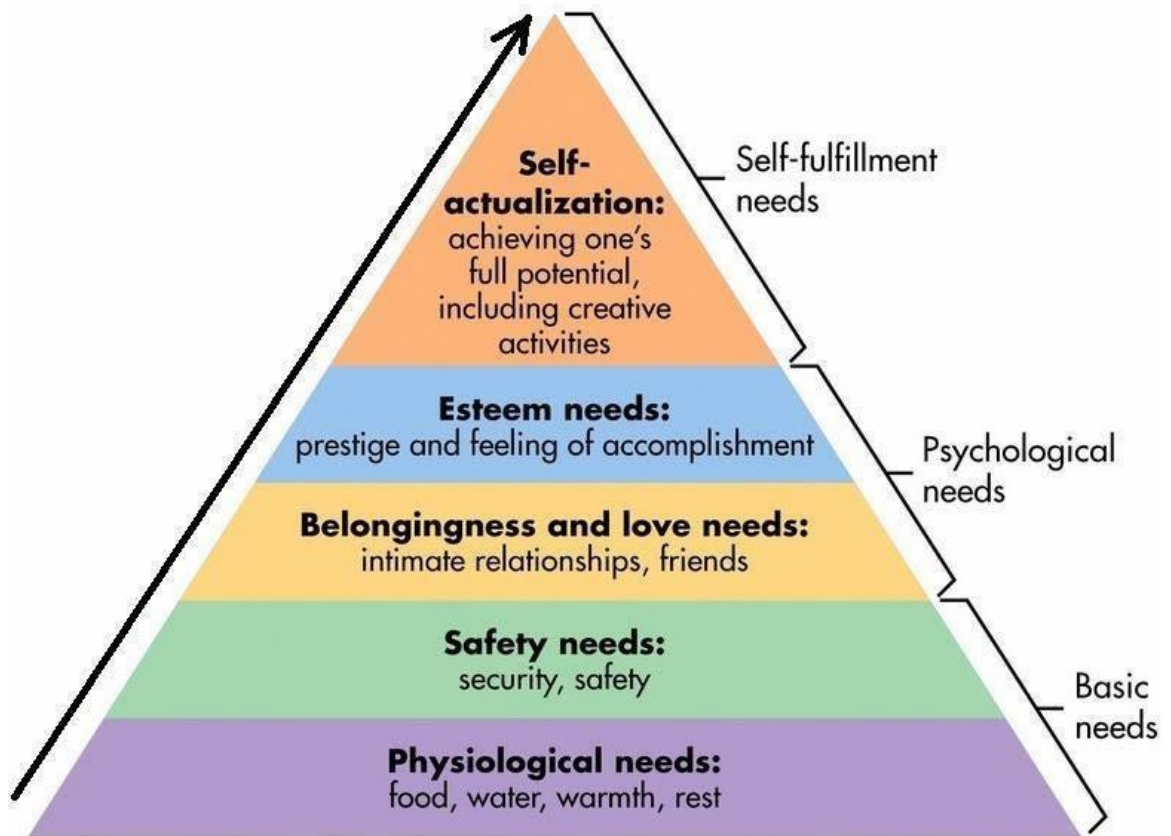 Self-
actualization:
achieving one's
full potential,
including creative
activities
Self-fulfillment
needs
Esteem needs:
prestige and feeling of accomplishment
Psychological
needs
Belongingness and love needs:
intimate relationships, friends
Safety needs:
security, safety
Basic
needs
Physiological needs:
food, water, warmth, rest